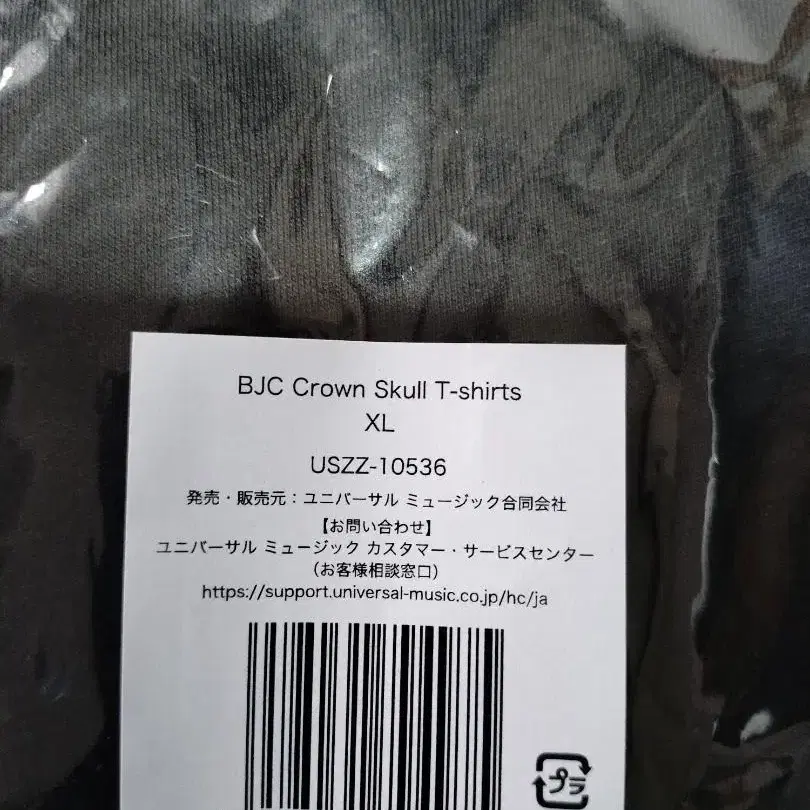 BJC Crown Skull T-shirts
XL
USZZ-10536
発売・販売元：ユニバーサル ミュージック合同会社
【お問い合わせ】
ユニバーサル ミュージック カスタマー・サービスセンター
（お客様相談窓口）
https://support.universal-music.co.jp/hc/ja
プラ